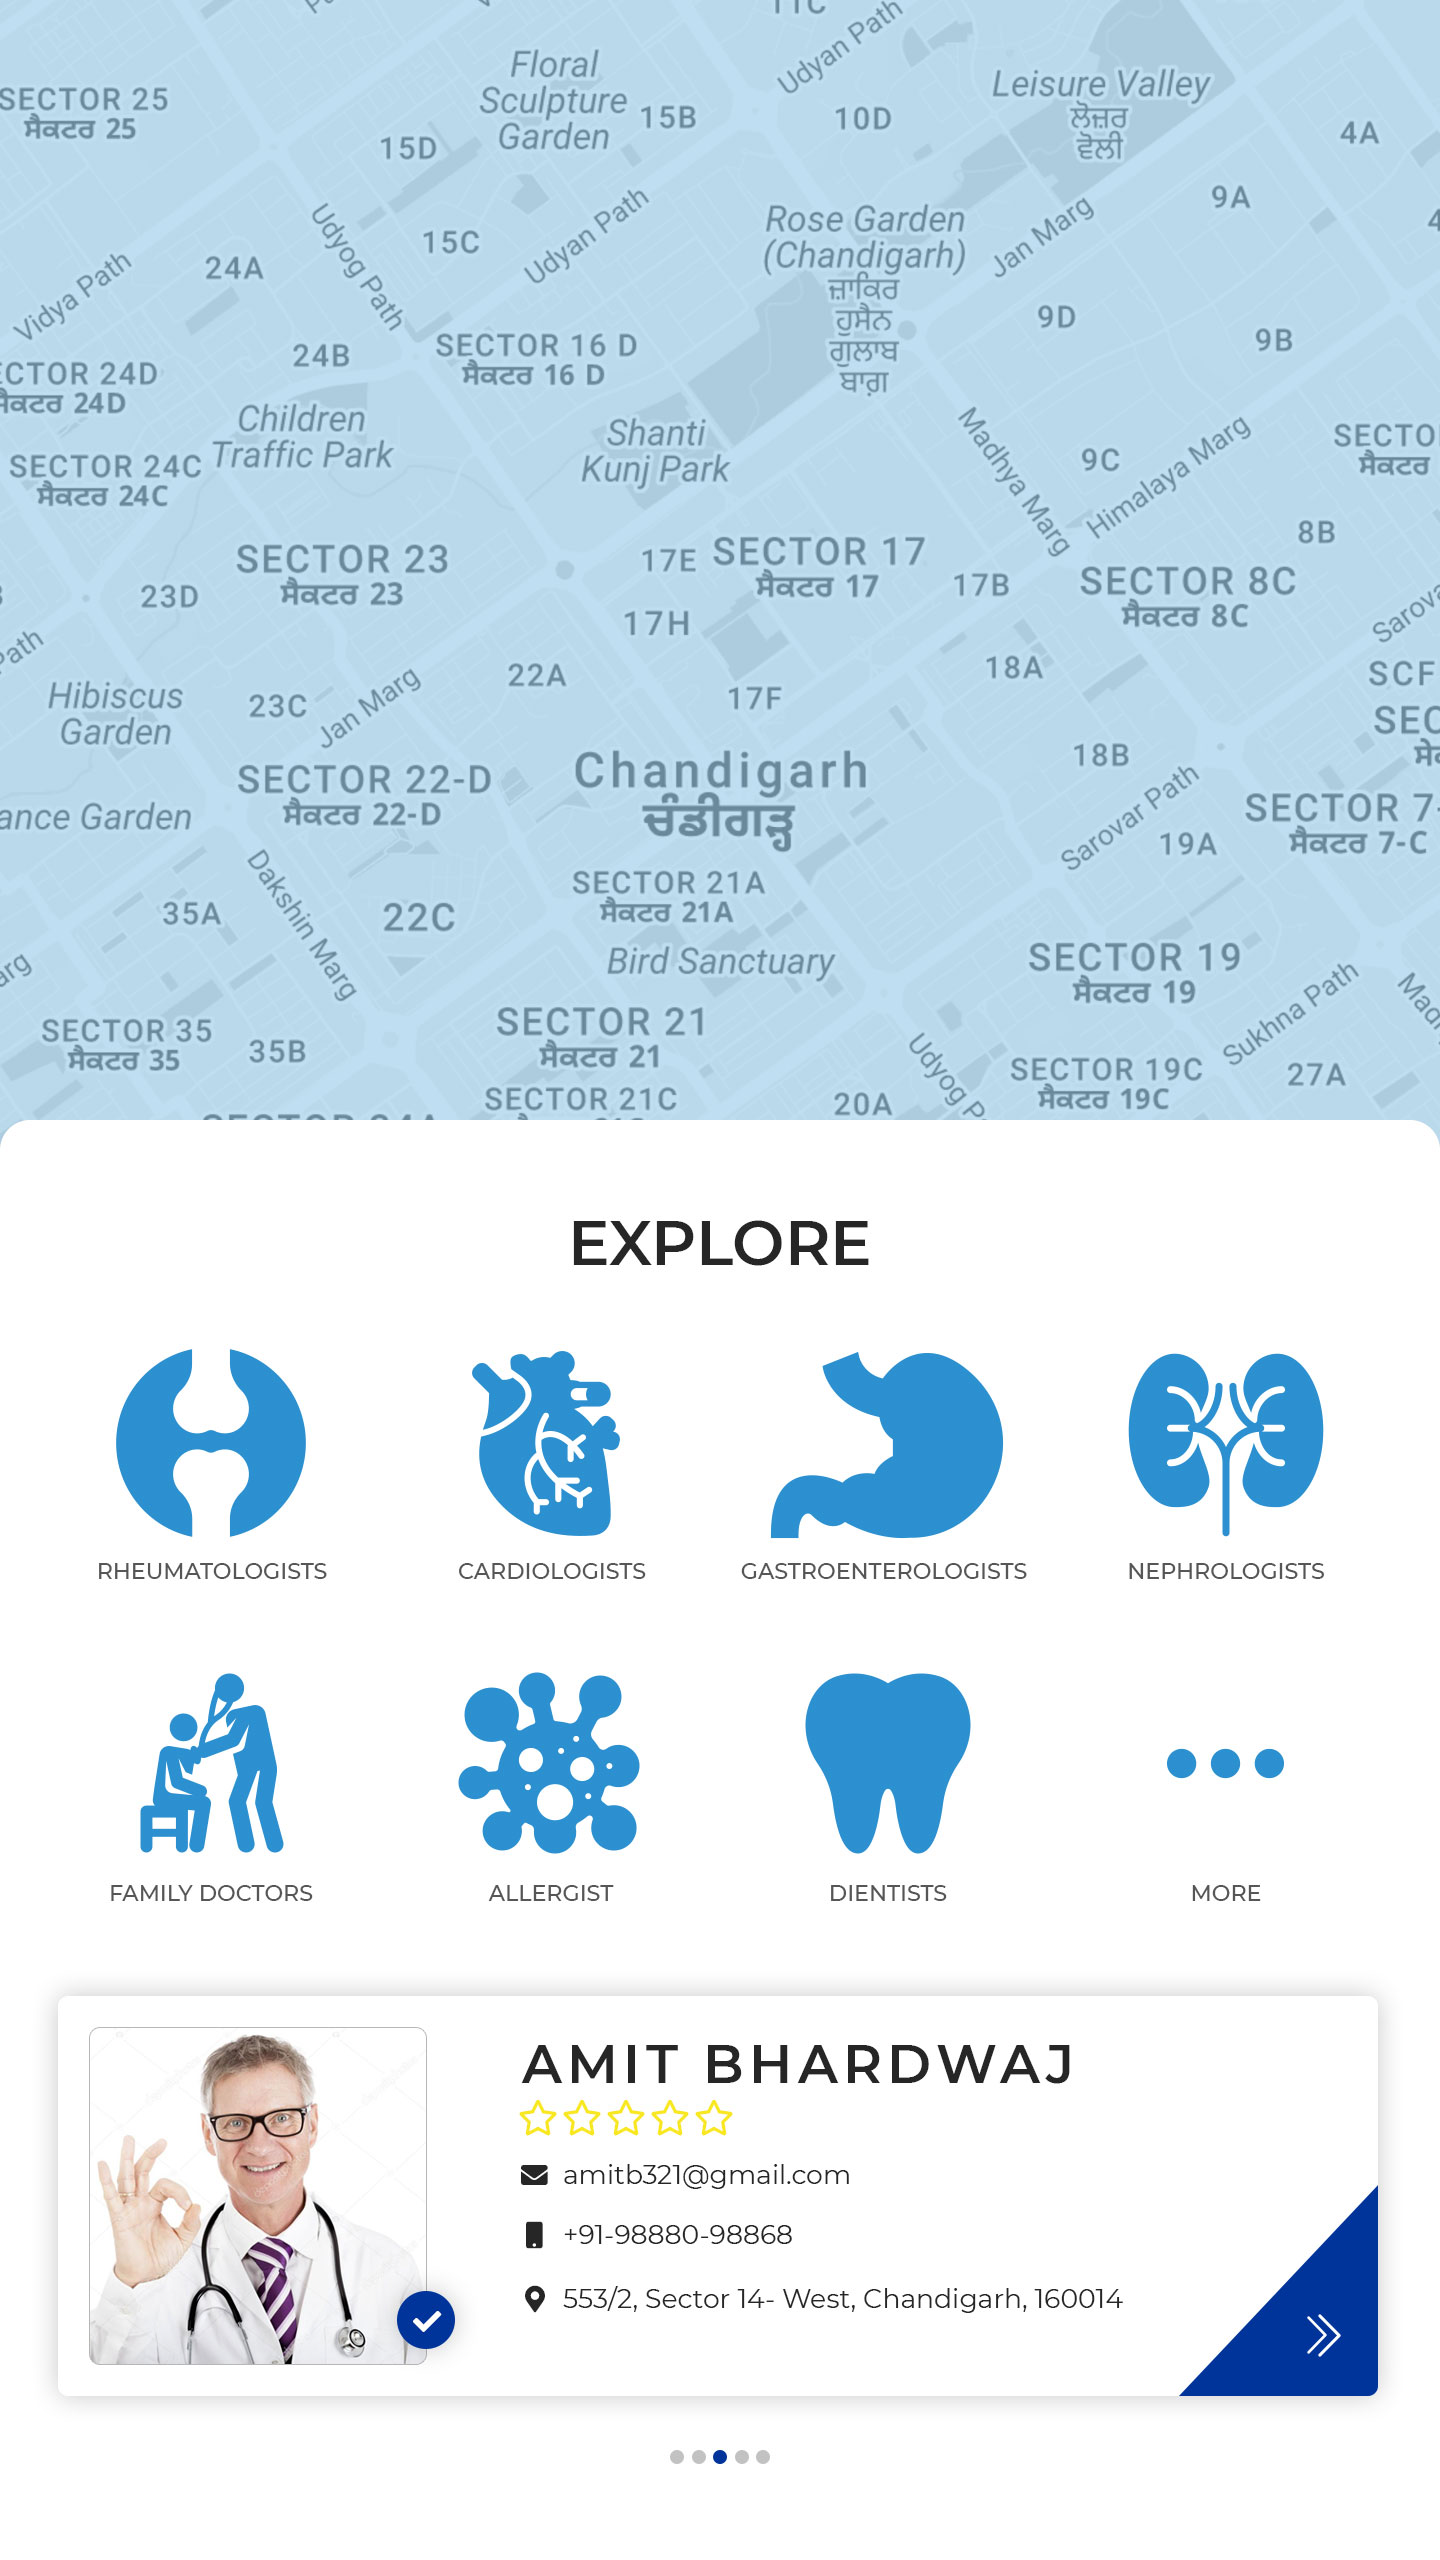 11C
Udyan Path
Floral
Sculpture
Garden
Leisure Valley
ਲੇਜ਼ਰ
ਵੈਲੀ
SECTOR 25
ਸੈਕਟਰ 25
15B
10D
4A
15D
9A
Udyan Path
Rose Garden
(Chandigarh)
ਜ਼ਾਕਿਰ
ਹੁਸੈਨ
ਗੁਲਾਬ
ਬਾਗ਼
Jan Marg
15C
Udyog Path
24A
Vidya Path
9D
9B
24B
SECTOR 16 D
ਸੈਕਟਰ 16 D
ECTOR 24D
ਸੈਕਟਰ 24D
Children
Traffic Park
Shanti
Kunj Park
Madhya Marg
9C
Himalaya Marg
SECTO
ਸੈਕਟਰ
SECTOR 24C
ਸੈਕਟਰ 24C
8B
SECTOR 23
ਸੈਕਟਰ 23
17E
SECTOR 17
ਸੈਕਟਰ 17
17B
SECTOR 8C
ਸੈਕਟਰ 8C
23D
17H
Sarova
Path
22A
18A
SCF
Hibiscus
Garden
23C
Jan Marg
17F
SEC
18B
Chandigarh
ਚੰਡੀਗੜ੍ਹ
SECTOR 22-D
ਸੈਕਟਰ 22-D
Sarovar Path
SECTOR 7-
ਸੈਕਟਰ 7-C
ance Garden
19A
Dakshin Marg
SECTOR 21A
ਸੈਕਟਰ 21A
35A
22C
Bird Sanctuary
SECTOR 19
ਸੈਕਟਰ 19
arg
Sukhna Path
Mad
SECTOR 21
ਸੈਕਟਰ 21
SECTOR 35
ਸੈਕਟਰ 35
35B
Udyog P
SECTOR 19C
ਸੈਕਟਰ 19C
27A
SECTOR 21C
20A
EXPLORE
RHEUMATOLOGISTS
CARDIOLOGISTS
GASTROENTEROLOGISTS
NEPHROLOGISTS
FAMILY DOCTORS
ALLERGIST
DIENTISTS
MORE
AMIT BHARDWAJ
amitb321@gmail.com
+91-98880-98868
553/2, Sector 14- West, Chandigarh, 160014